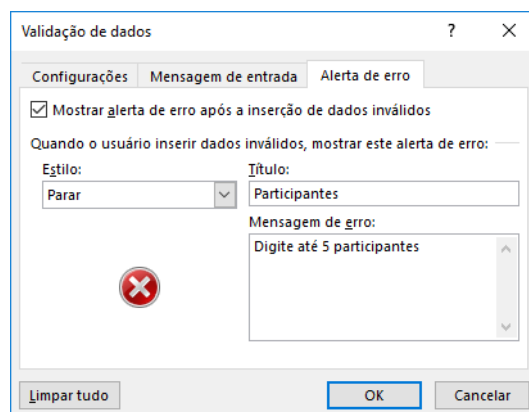 Validação de dados
?
Configurações
Mensagem de entrada
Alerta de erro
Mostrar alerta de erro após a inserção de dados inválidos
Quando o usuário inserir dados inválidos, mostrar este alerta de erro:
Estilo:
Título:
Parar
Participantes
Mensagem de erro:
Digite até 5 participantes
Limpar tudo
OK
Cancelar